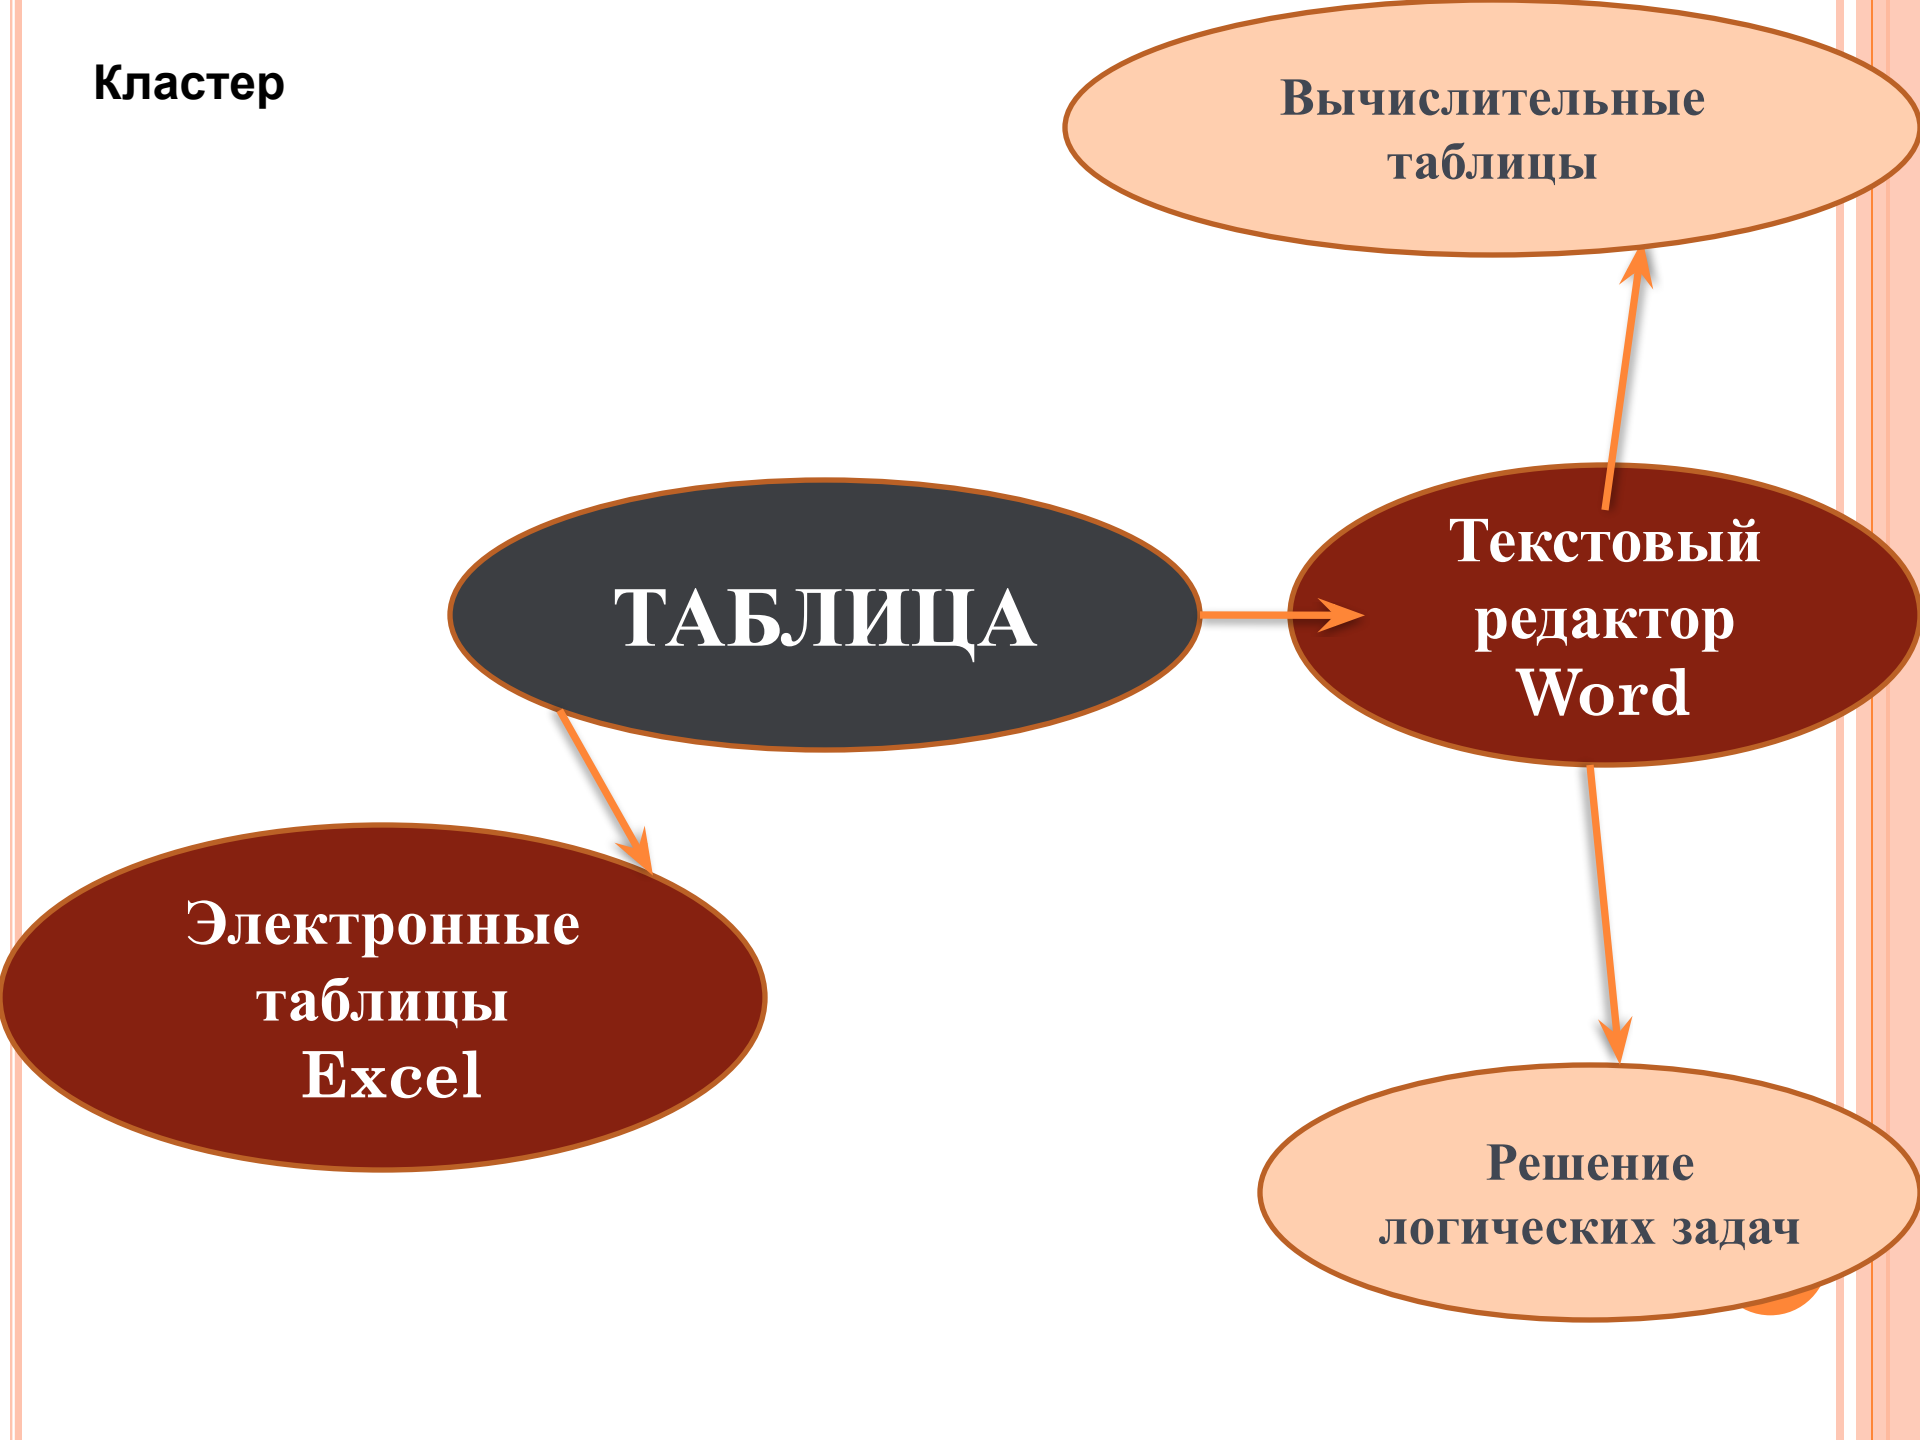 Кластер
Вычислительные
таблицы
ТАБЛИЦА
Текстовый
редактор
Word
Электронные
таблицы
Excel
Решение
логических задач